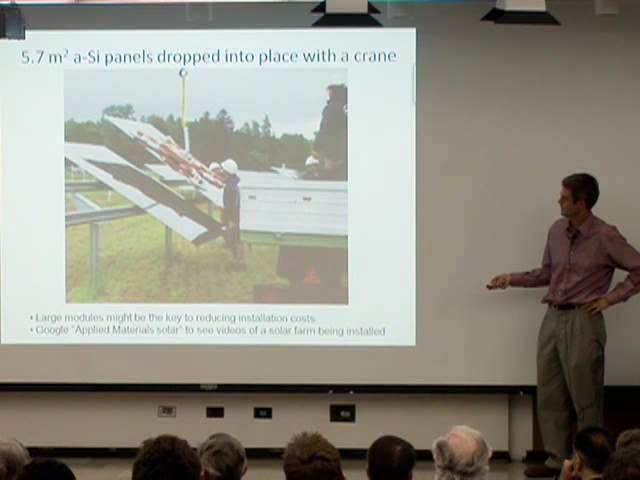 5.7 m² a-Si panels dropped into place with a crane
• Large modules might be the key to reducing installation costs.
• Google "Applied Materials solar" to see videos of a solar farm being installed